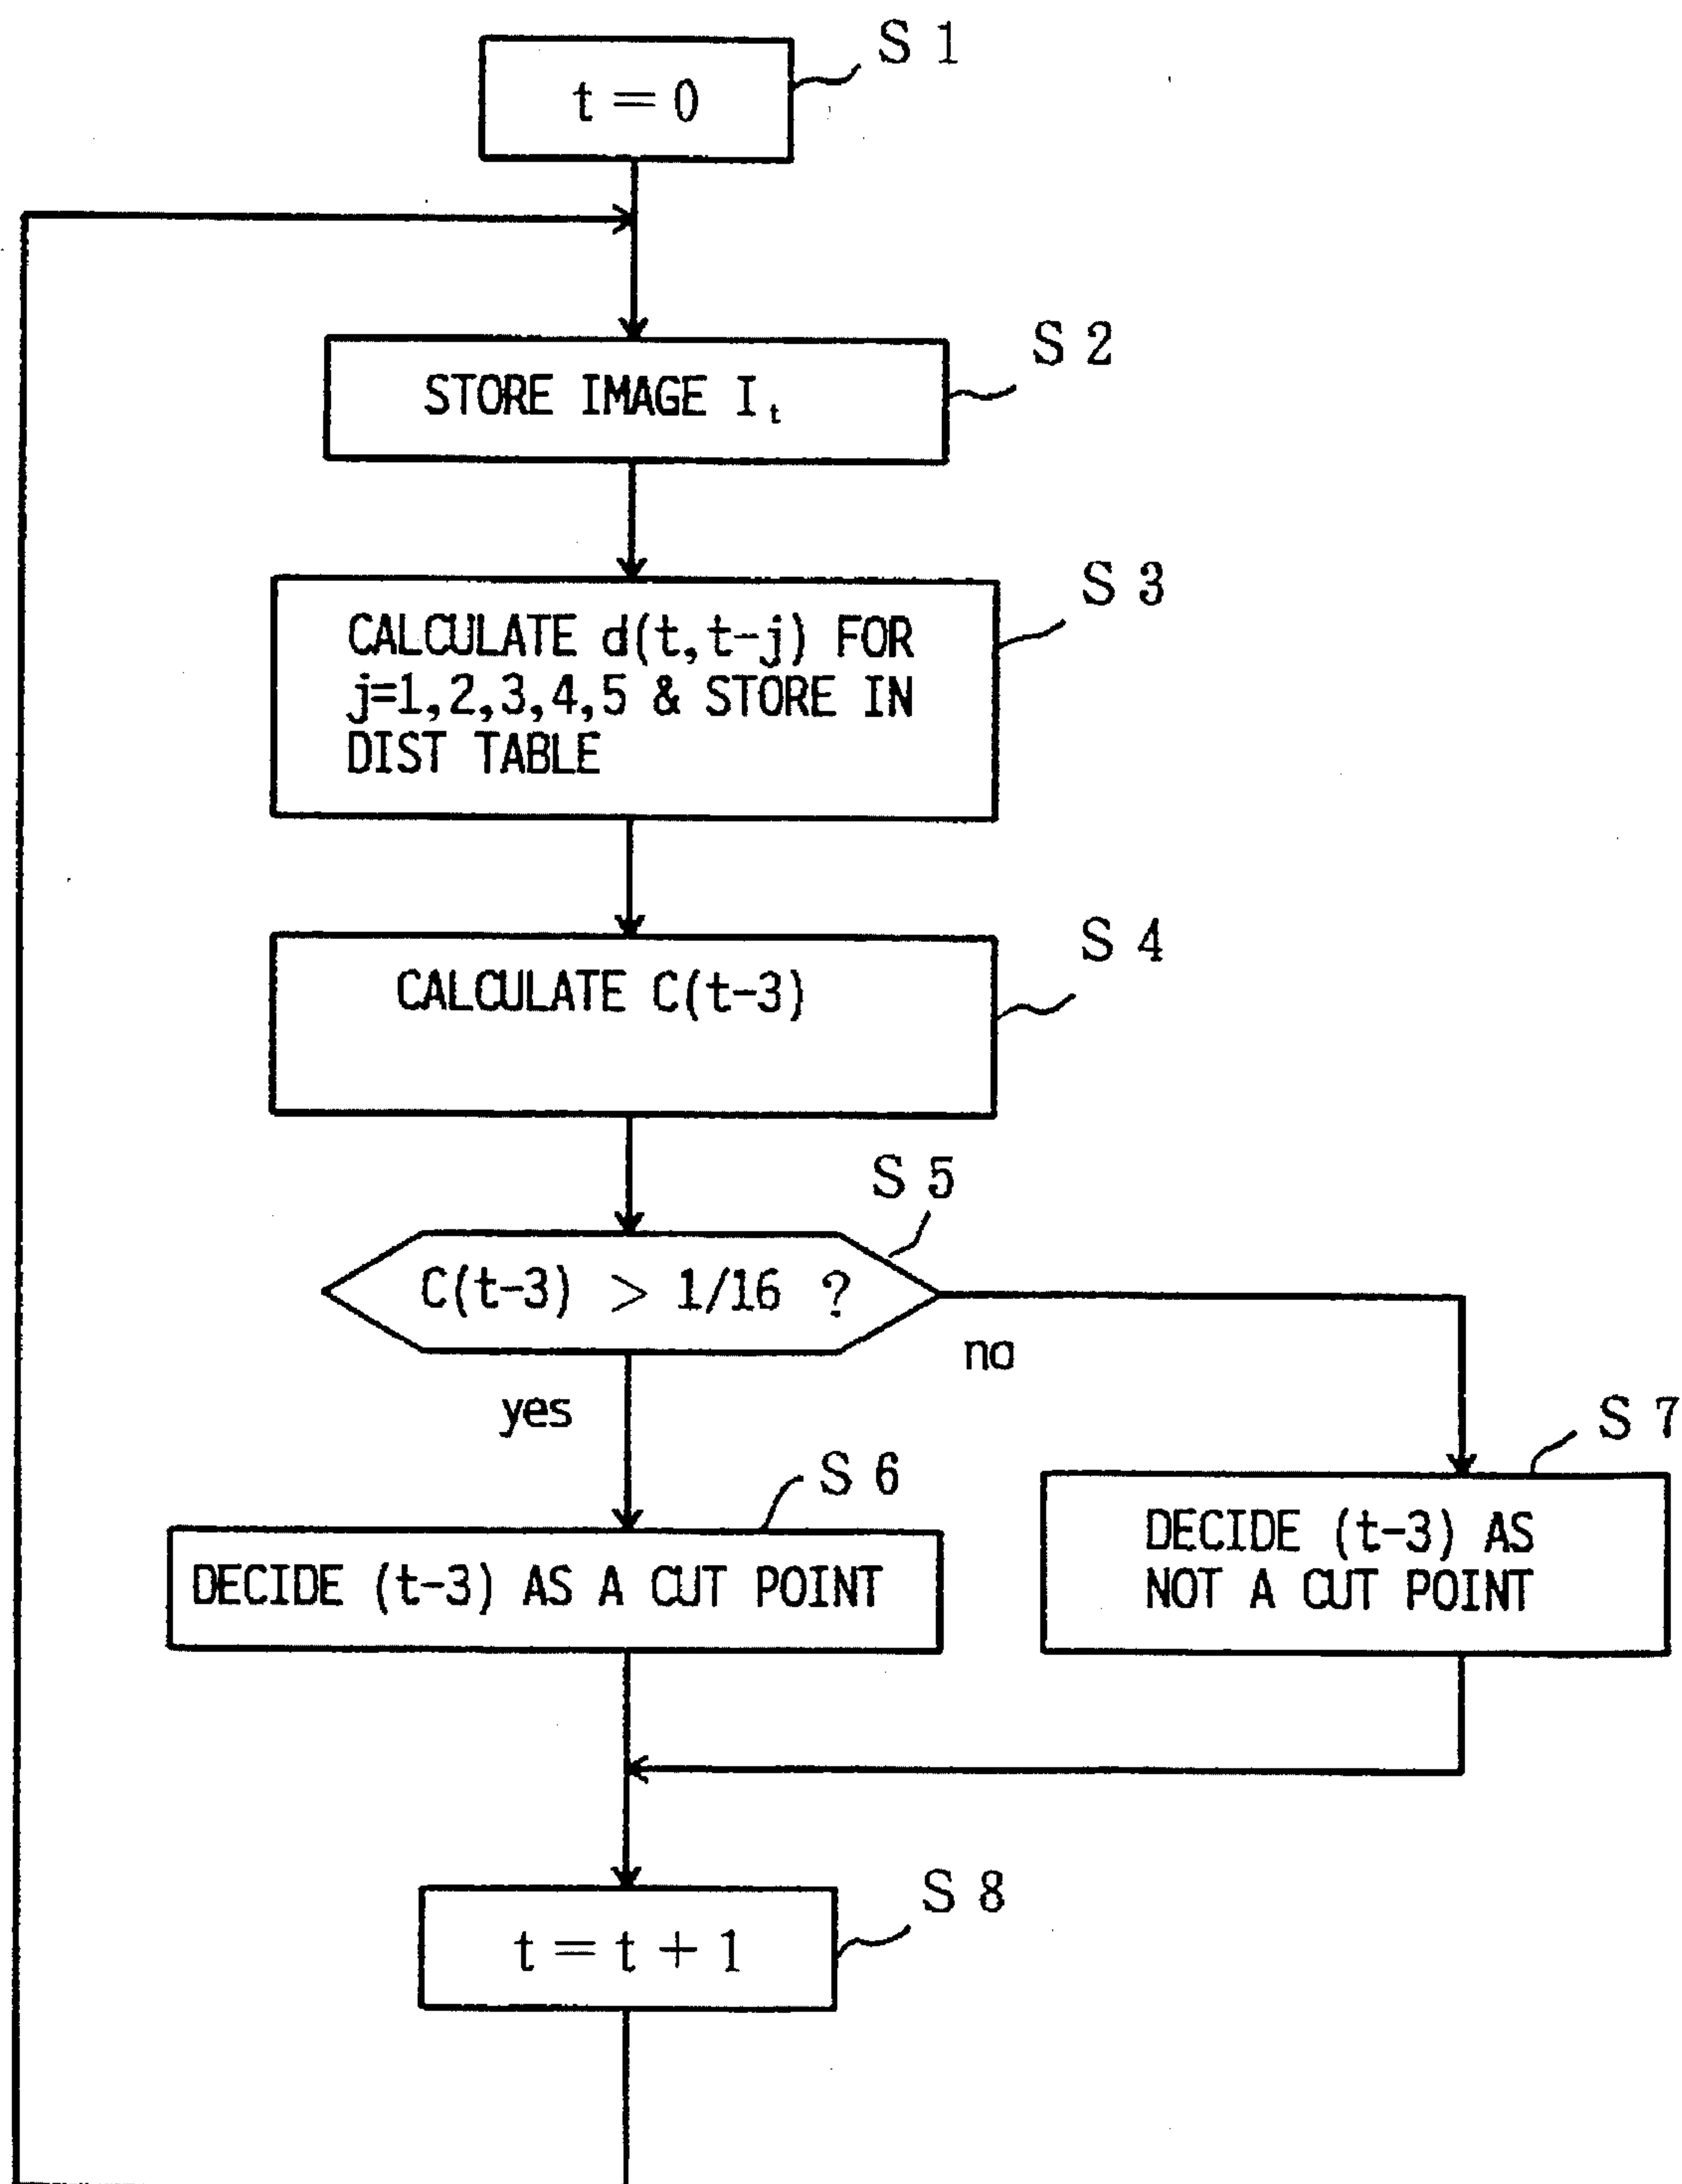 S 1
t = 0
S 2
STORE IMAGE Iₜ
S 3
CALCULATE d(t,t-j) FOR
j=1,2,3,4,5 & STORE IN
DIST TABLE
S 4
CALCULATE C(t-3)
S 5
C(t-3) > 1/16 ?
no
yes
S 6
DECIDE (t-3) AS A CUT POINT
S 7
DECIDE (t-3) AS
NOT A CUT POINT
S 8
t = t + 1